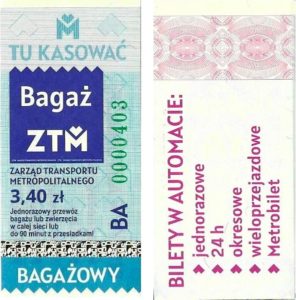 TU KASOWAĆ
Bagaż
ZTM
ZARZĄD TRANSPORTU
METROPOLITALNEGO
3,40 zł
Jednorazowy przewóz
bagażu lub zwierzęcia
w całej sieci lub
do 90 minut z przesiadkami
BA 0000403
BAGAŻOWY
BILETY W AUTOMACIE:
jednorazowe
24 h
okresowe
wieloprzejazdowe
Metrobilet